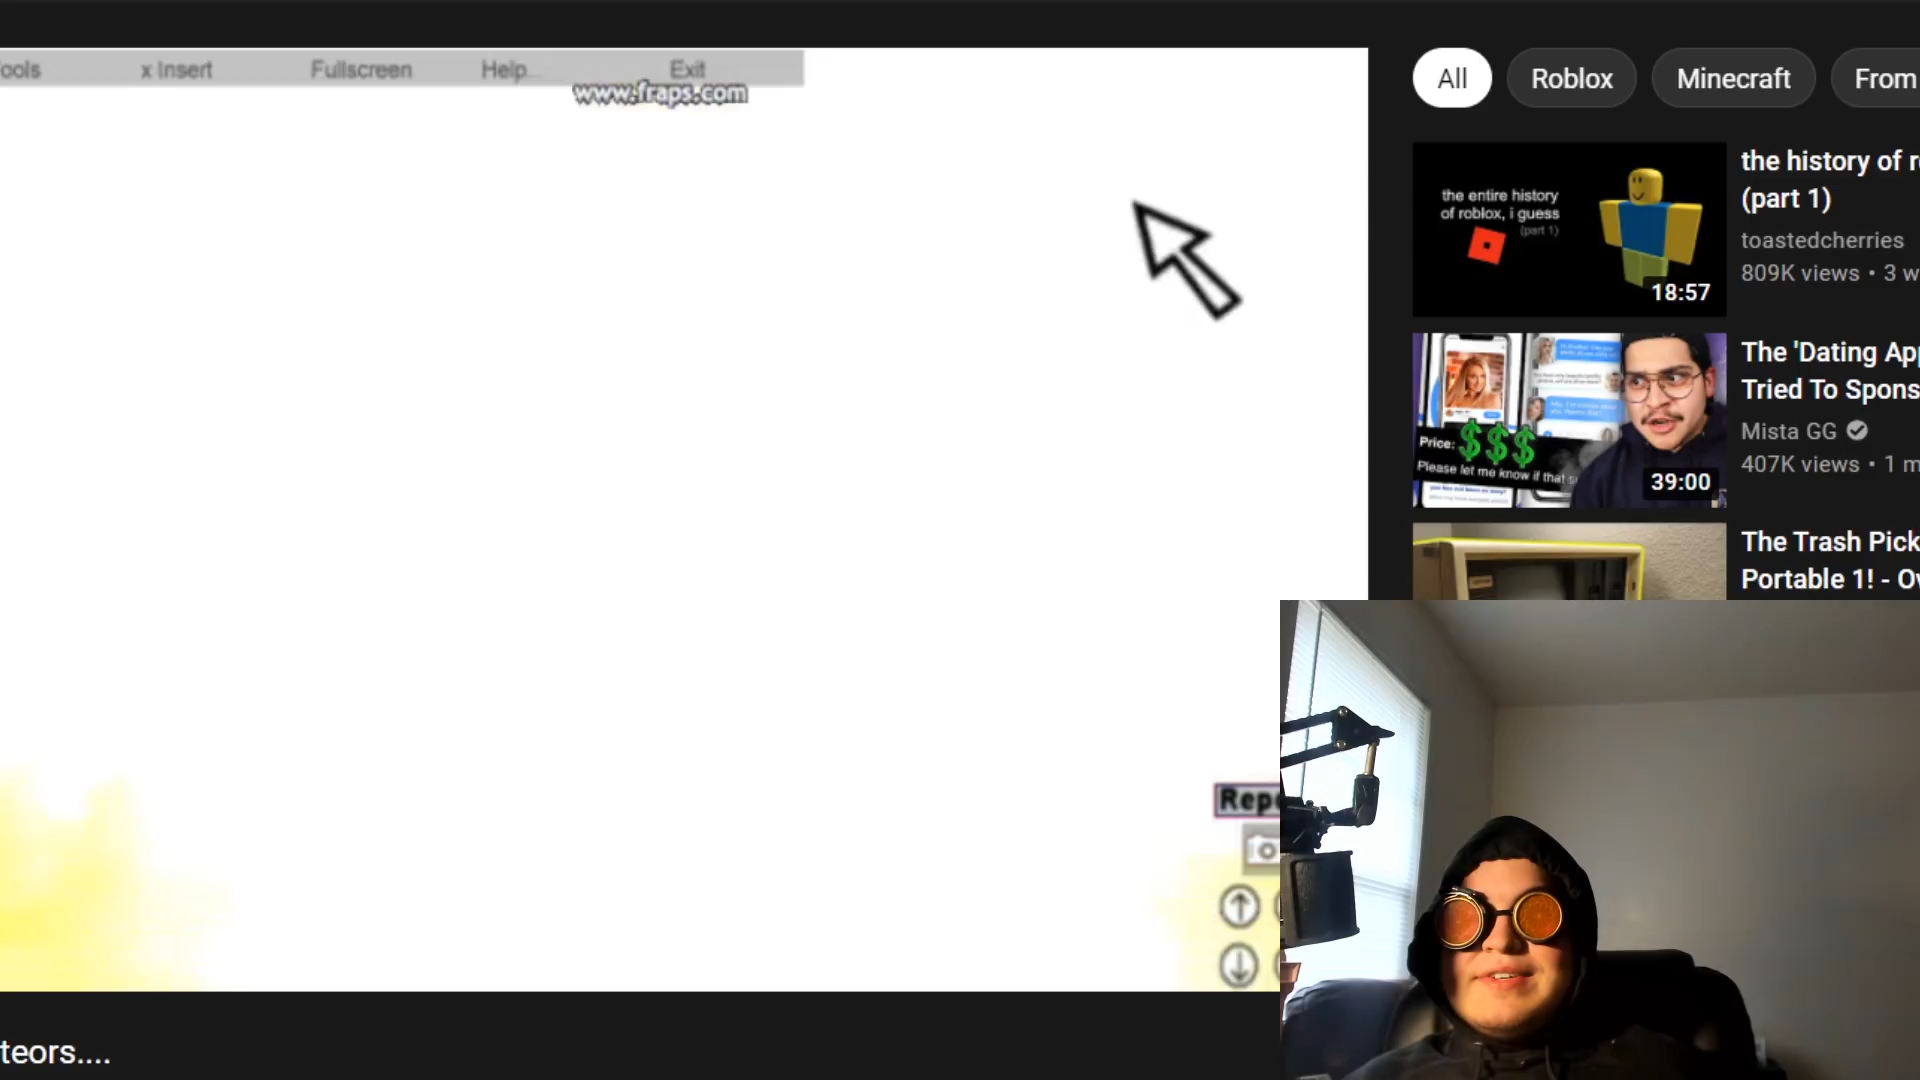 ools x Insert Fullscreen Help... Exit
www.fraps.com
All Roblox Minecraft From
the entire history
of roblox, i guess
(part 1)
18:57
the history of r
(part 1)
toastedcherries
809K views • 3 w
Price: $$$
Please let me know if that s
39:00
The 'Dating Ap
Tried To Spons
Mista GG
407K views • 1 m
The Trash Pick
Portable 1! - Ov
Repo
teors....